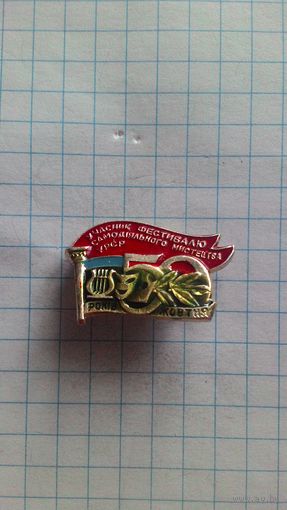 УЧАСНИК ФЕСТИВАЛЮ
САМОДІЯЛЬНОГО МИСТЕЦТВА
УРСР
50
РОКІВ ЖОВТНЯ